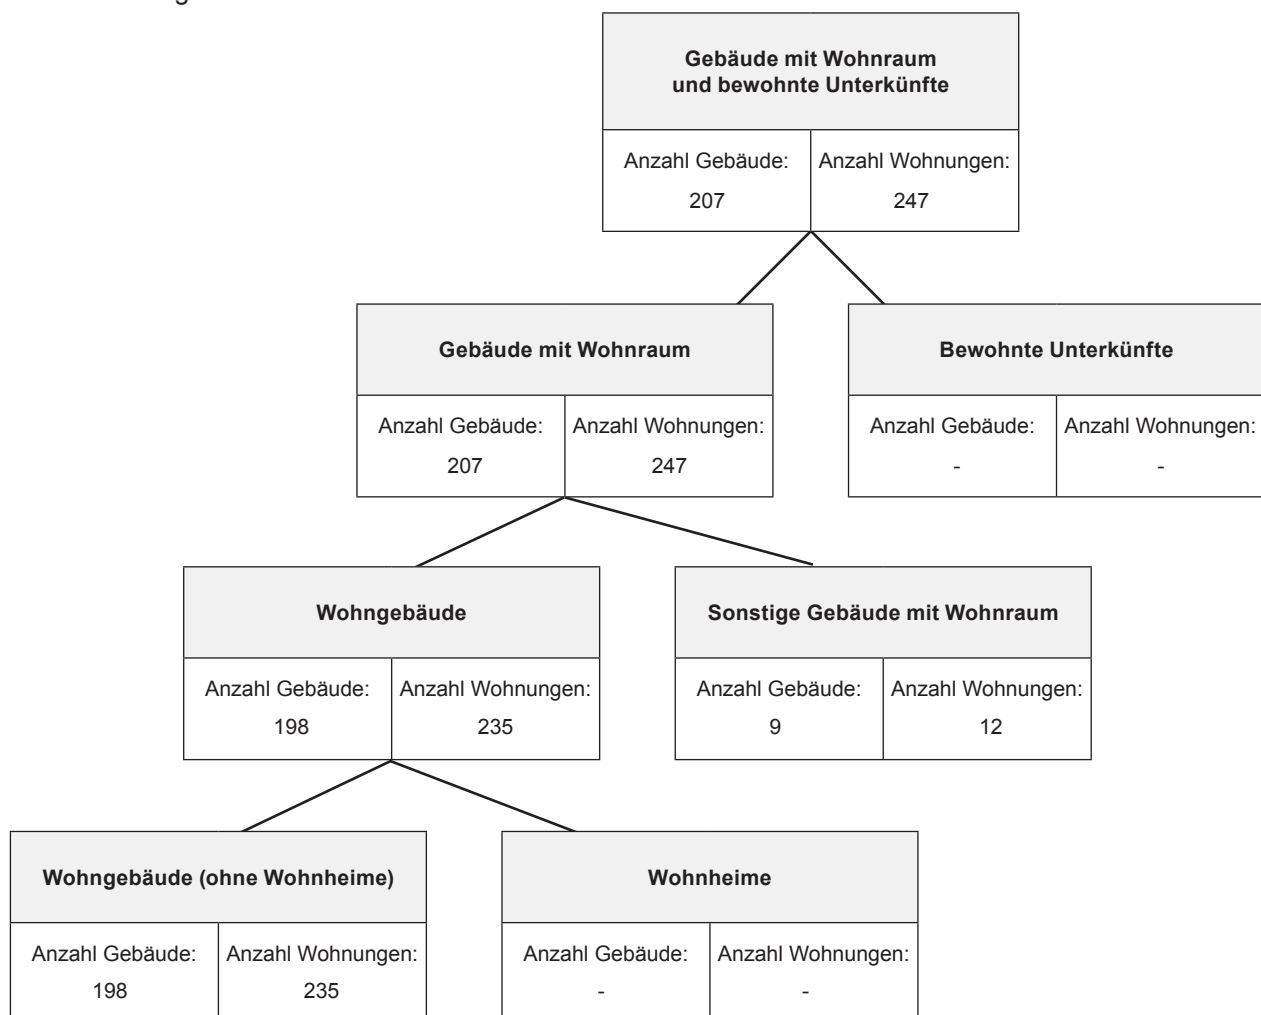 Gebäude mit Wohnraum
und bewohnte Unterkünfte
Anzahl Gebäude: Anzahl Wohnungen:
207 247
Gebäude mit Wohnraum Bewohnte Unterkünfte
Anzahl Gebäude: Anzahl Wohnungen: Anzahl Gebäude: Anzahl Wohnungen:
207 247 - -
Wohngebäude Sonstige Gebäude mit Wohnraum
Anzahl Gebäude: Anzahl Wohnungen: Anzahl Gebäude: Anzahl Wohnungen:
198 235 9 12
Wohngebäude (ohne Wohnheime) Wohnheime
Anzahl Gebäude: Anzahl Wohnungen: Anzahl Gebäude: Anzahl Wohnungen:
198 235 - -